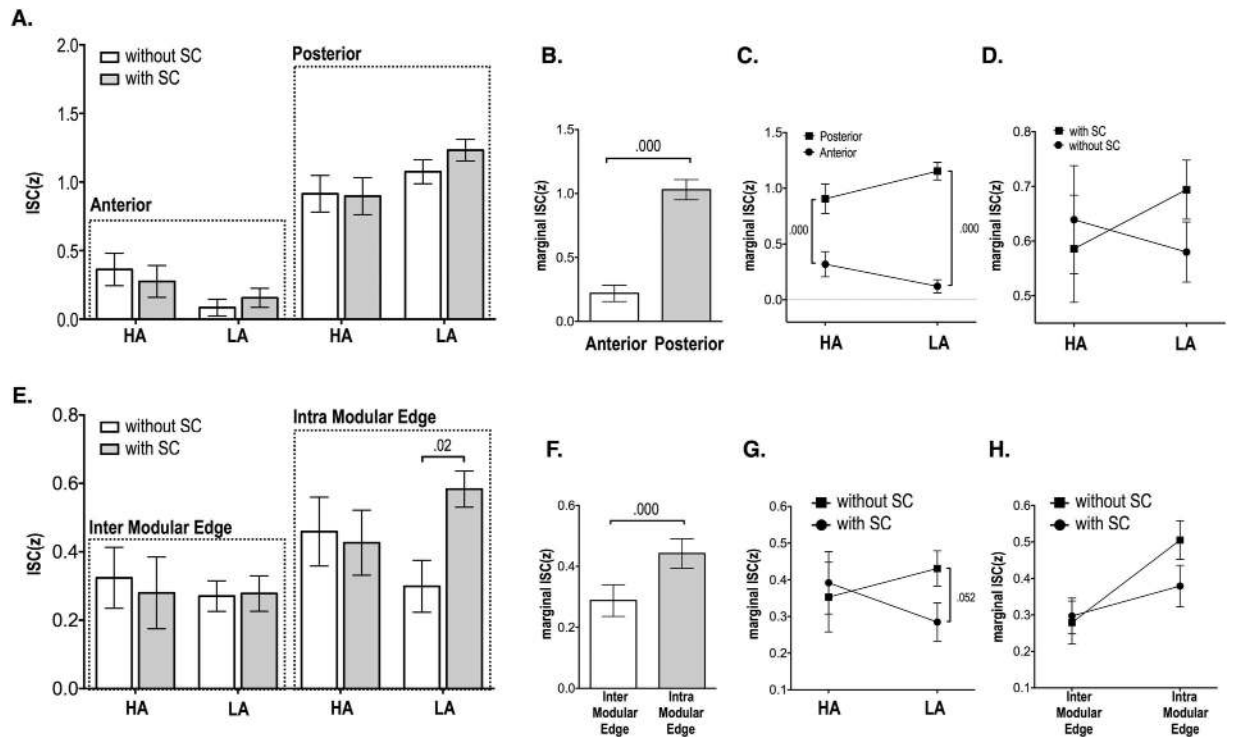 A.
without SC
with SC
Posterior
Anterior
ISC(z)
2.0
1.5
1.0
0.5
0.0
HA
LA
HA
LA
B.
.000
marginal ISC(z)
1.5
1.0
0.5
0.0
Anterior Posterior
C.
Posterior
Anterior
marginal ISC(z)
1.5
1.0
0.5
0.0
.000
.000
HA
LA
D.
with SC
without SC
marginal ISC(z)
0.8
0.7
0.6
0.5
HA
LA
E.
without SC
with SC
Intra Modular Edge
.02
Inter Modular Edge
ISC(z)
0.8
0.6
0.4
0.2
0.0
HA
LA
HA
LA
F.
.000
marginal ISC(z)
0.6
0.4
0.2
0.0
Inter
Modular
Edge
Intra
Modular
Edge
G.
without SC
with SC
marginal ISC(z)
0.6
0.5
0.4
0.3
0.2
0.1
.052
HA
LA
H.
without SC
with SC
marginal ISC(z)
0.6
0.5
0.4
0.3
0.2
0.1
Inter
Modular
Edge
Intra
Modular
Edge